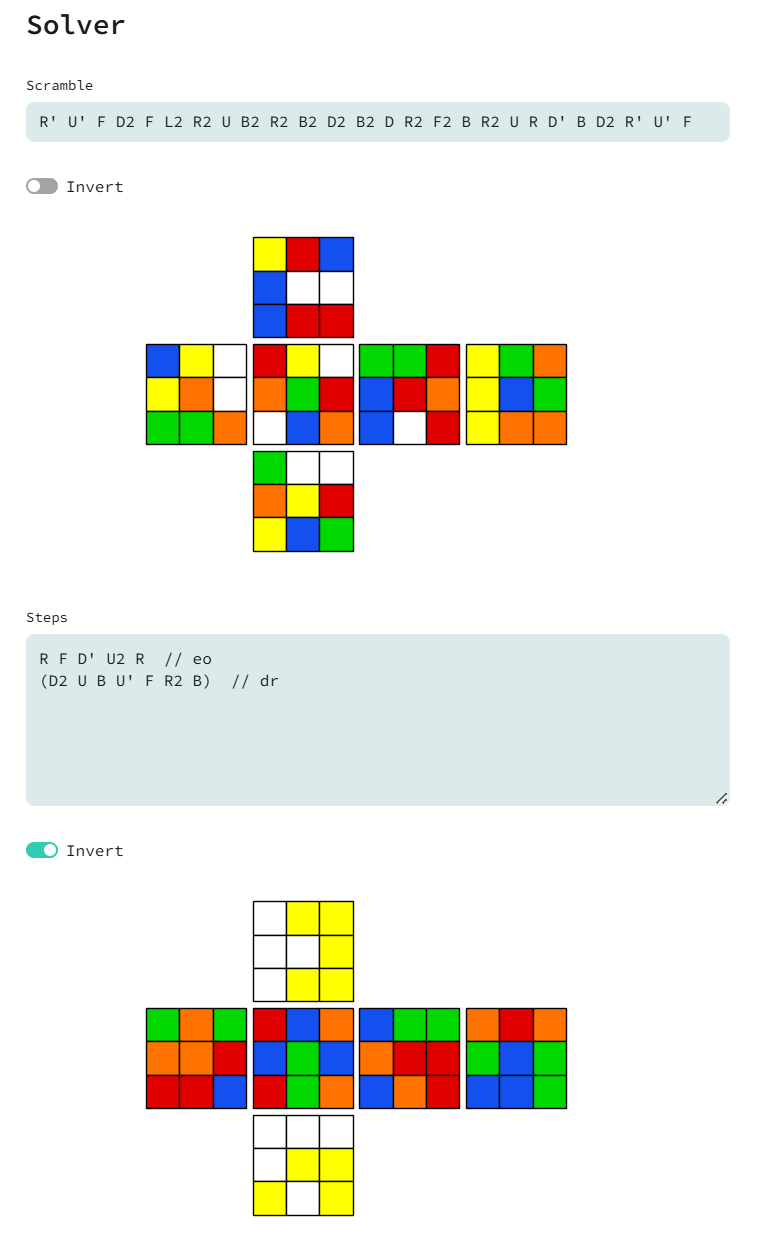 Solver
Scramble
R' U' F D2 F L2 R2 U B2 R2 B2 D2 B2 D R2 F2 B R2 U R D' B D2 R' U' F
Invert
Steps
R F D' U2 R  // eo
(D2 U B U' F R2 B)  // dr
Invert